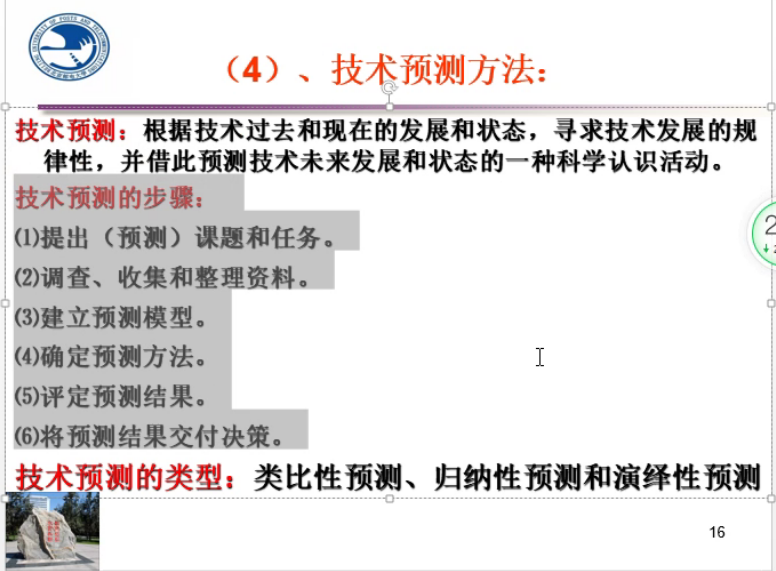 （4）、技术预测方法：
技术预测：根据技术过去和现在的发展和状态，寻求技术发展的规
律性，并借此预测技术未来发展和状态的一种科学认识活动。
技术预测的步骤：
⑴提出（预测）课题和任务。
⑵调查、收集和整理资料。
⑶建立预测模型。
⑷确定预测方法。
⑸评定预测结果。
⑹将预测结果交付决策。
技术预测的类型：类比性预测、归纳性预测和演绎性预测
16